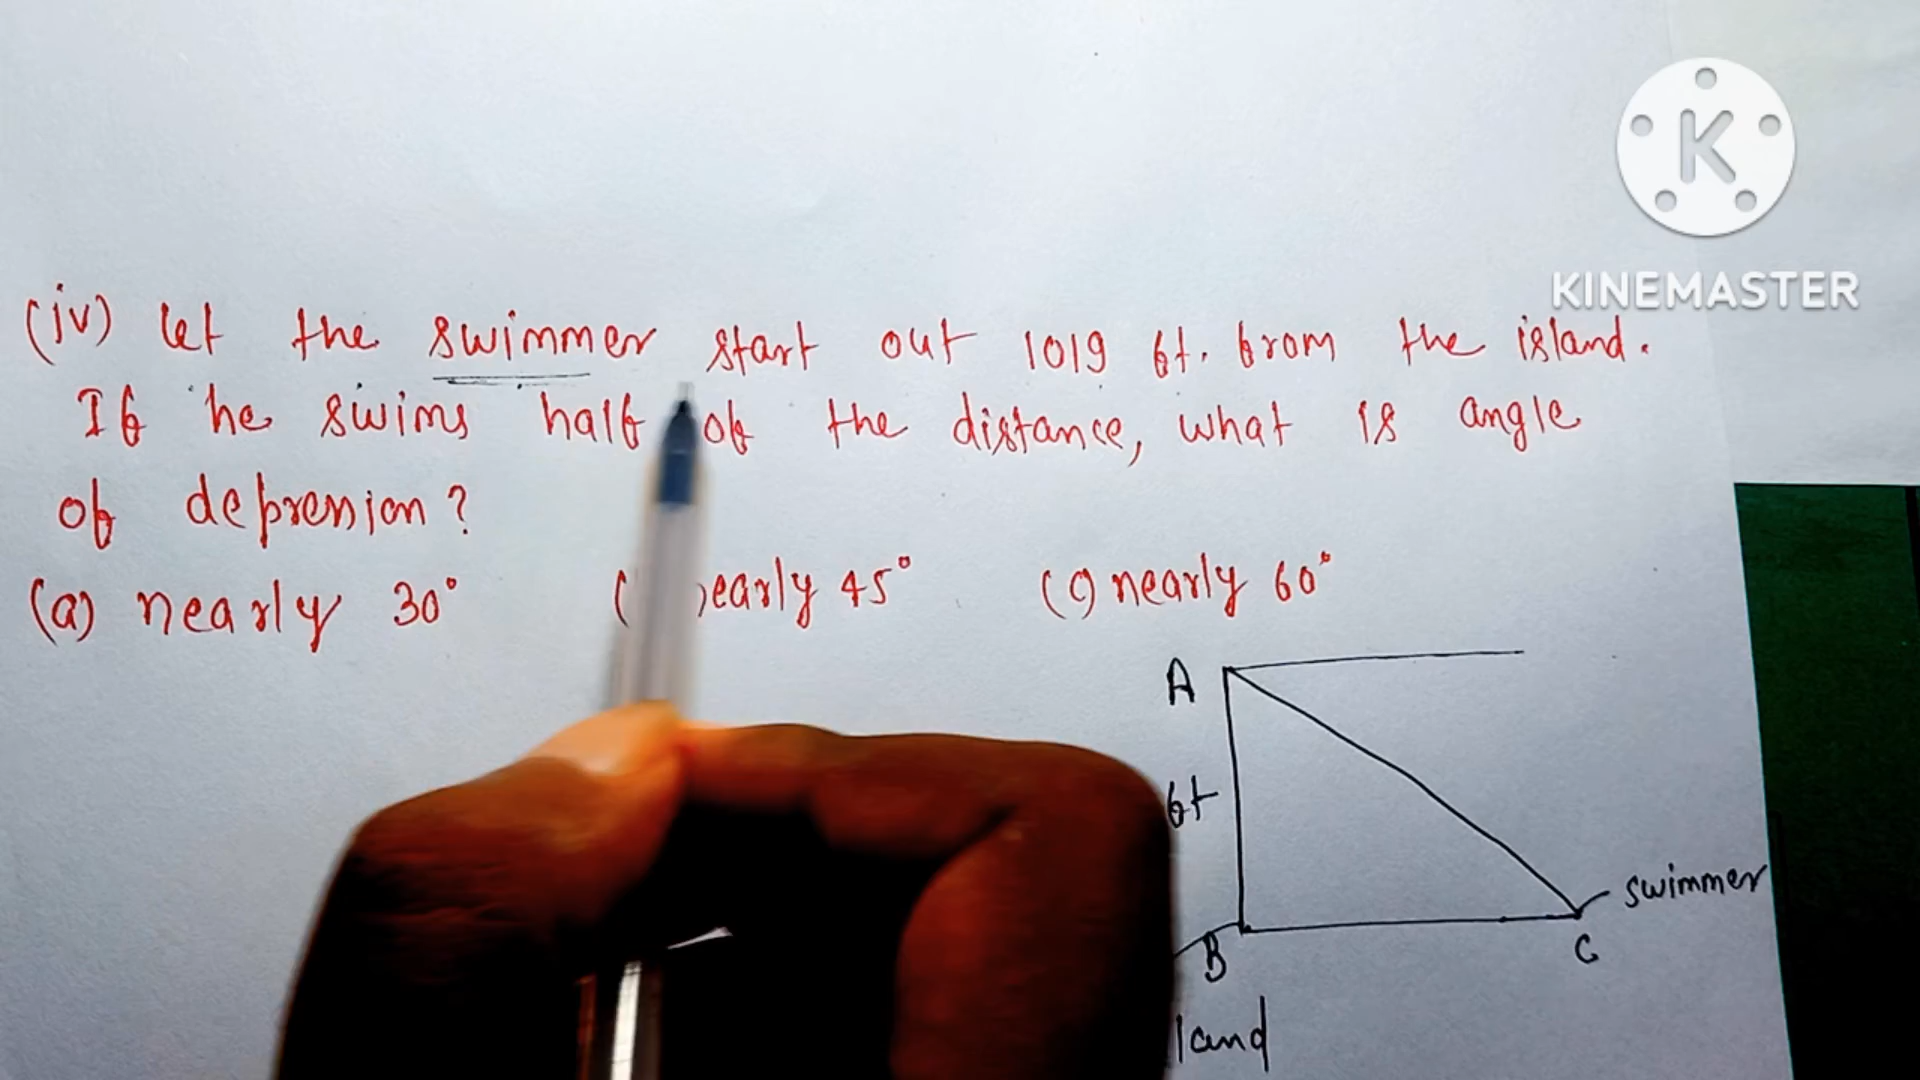 K
KINEMASTER
(iv) Let the swimmer start out 1019 ft. from the island.
If he swims half of the distance, what is angle
of depression?
(a) nearly 30° ( early 45° (c) nearly 60°
A
ft
swimmer
B C
land